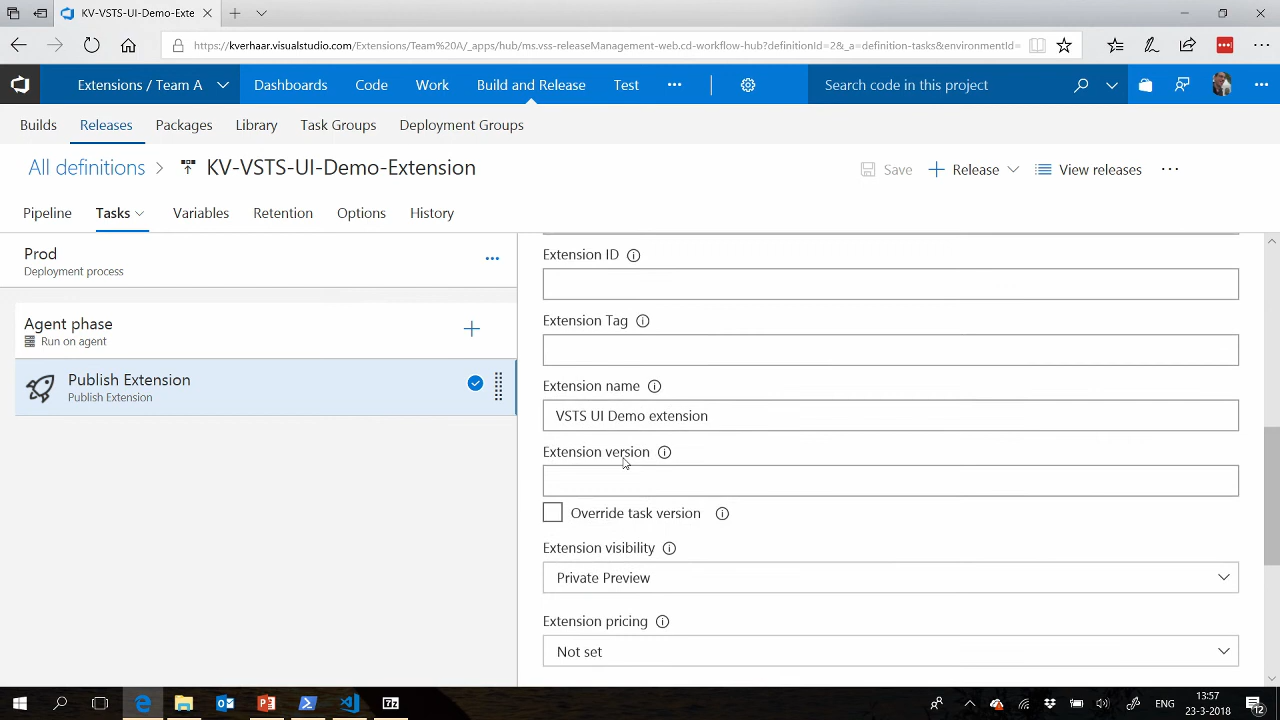 KV-VSTS-UI-Demo-Exte
https://kverhaar.visualstudio.com/Extensions/Team%20A/_apps/hub/ms.vss-releaseManagement-web.cd-workflow-hub?definitionId=2&_a=definition-tasks&environmentId=
Extensions / Team A
Dashboards
Code
Work
Build and Release
Test
Search code in this project
Builds
Releases
Packages
Library
Task Groups
Deployment Groups
All definitions
KV-VSTS-UI-Demo-Extension
Save
Release
View releases
Pipeline
Tasks
Variables
Retention
Options
History
Prod
Deployment process
Agent phase
Run on agent
Publish Extension
Publish Extension
Extension ID
Extension Tag
Extension name
VSTS UI Demo extension
Extension version
Override task version
Extension visibility
Private Preview
Extension pricing
Not set
ENG
13:57
23-3-2018